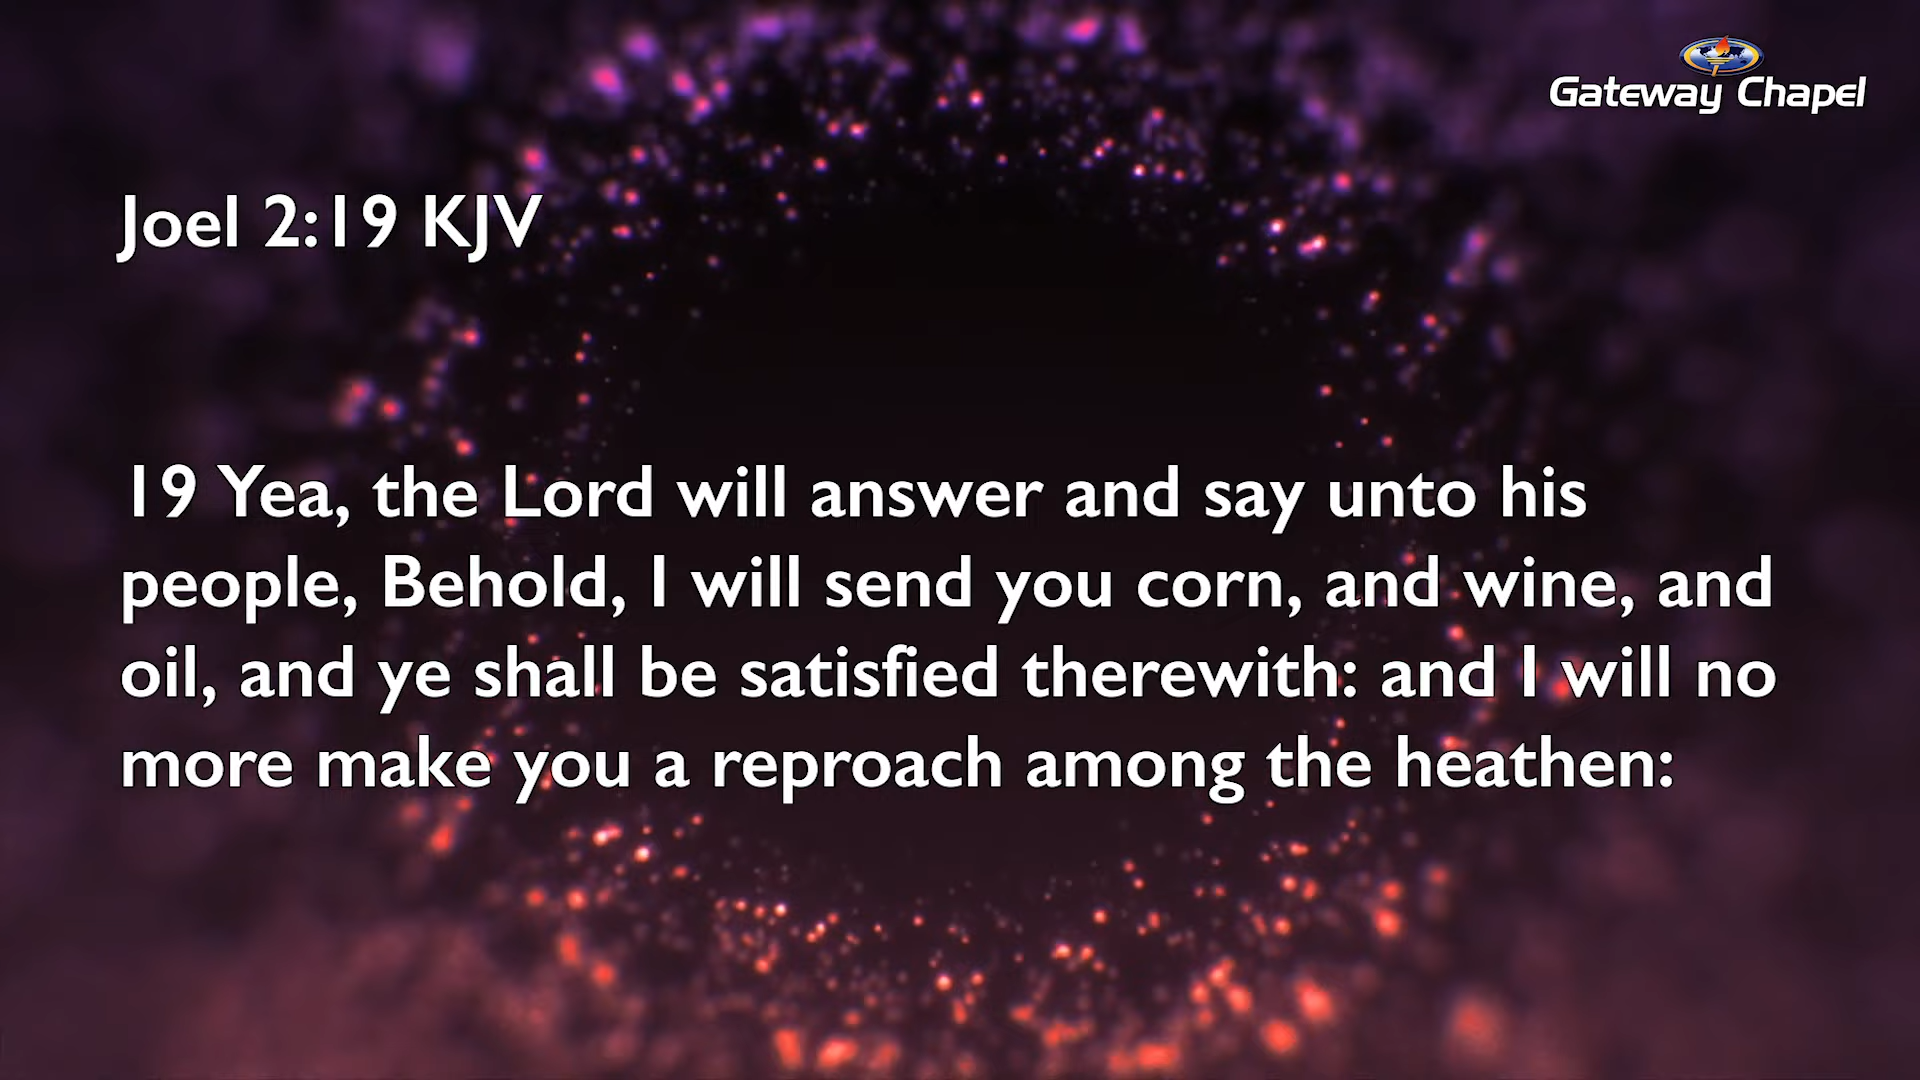 Gateway Chapel
Joel 2:19 KJV
19 Yea, the Lord will answer and say unto his
people, Behold, I will send you corn, and wine, and
oil, and ye shall be satisfied therewith: and I will no
more make you a reproach among the heathen: